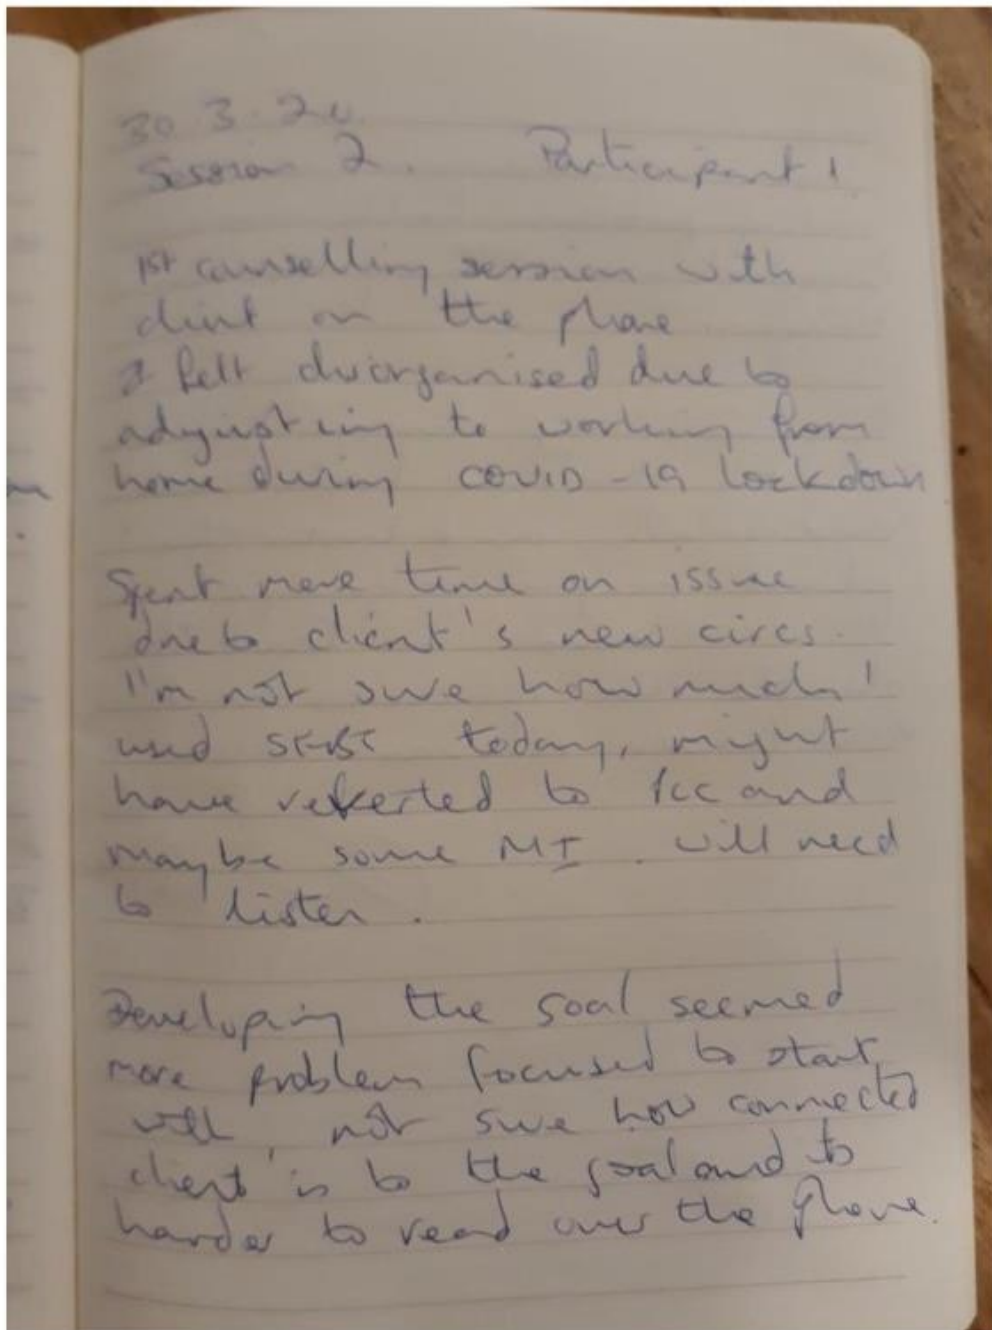 30 3. 20
Session 2. Participant 1
1st counselling session with
client on the phone
I felt disorganised due to
adjusting to working from
home during COVID-19 lockdown
Spent more time on issue
due to client's new circs.
I'm not sure how much I
used SFBT today, might
have reverted to PCC and
maybe some MI. will need
to listen.
Developing the goal seemed
more problem focused to start
with, not sure how connected
client is to the goal and to
harder to read over the phone.